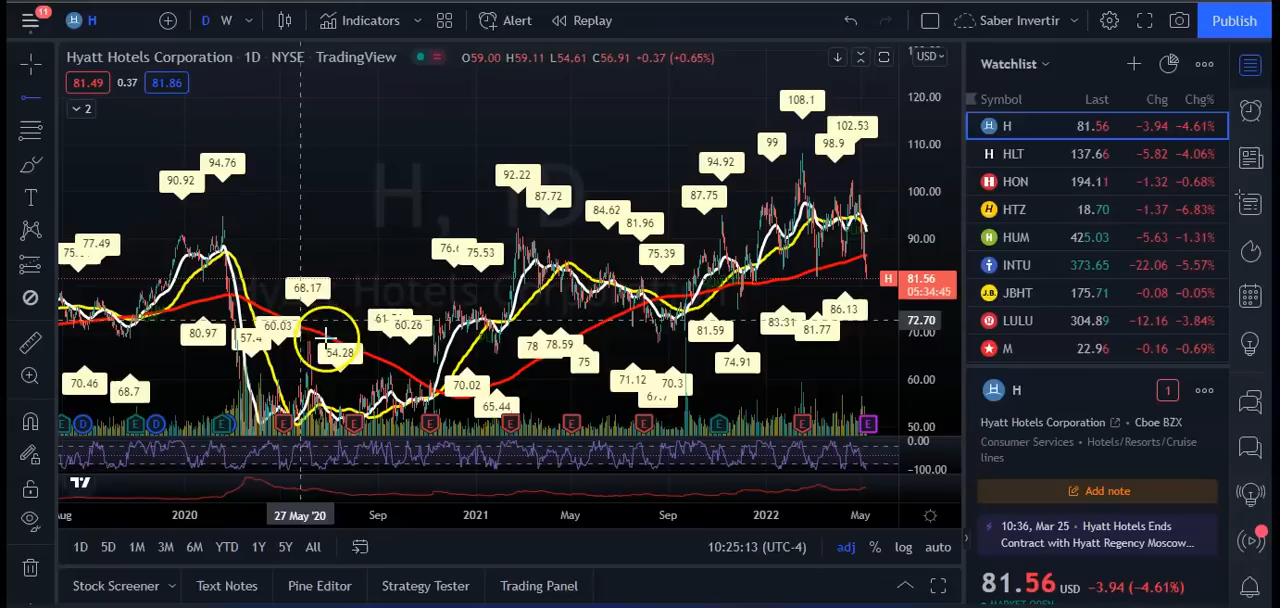 11
H
D
W
Indicators
Alert
Replay
Saber Invertir
Publish
Hyatt Hotels Corporation · 1D · NYSE · TradingView
O59.00 H59.11 L54.61 C56.91 +0.37 (+0.65%)
USD
81.49
0.37
81.86
2
H, 1D
120.00
110.00
100.00
90.00
70.00
60.00
50.00
0.00
-100.00
H
81.56
05:34:45
72.70
90.92
94.76
77.49
80.97
70.46
68.7
57.4
60.03
68.17
54.28
60.26
75.53
92.22
87.72
84.62
81.96
75.39
87.75
94.92
99
108.1
102.53
98.9
78
78.59
75
70.02
65.44
71.12
70.3
67.7
81.59
74.91
83.31
81.77
86.13
Aug
2020
27 May '20
Sep
2021
May
Sep
2022
May
1D 5D 1M 3M 6M YTD 1Y 5Y All
10:25:13 (UTC-4)
adj % log auto
Stock Screener
Text Notes
Pine Editor
Strategy Tester
Trading Panel
Watchlist
Symbol Last Chg Chg%
H 81.56 −3.94 −4.61%
HLT 137.66 −5.82 −4.06%
HON 194.11 −1.32 −0.68%
HTZ 18.70 −1.37 −6.83%
HUM 425.03 −5.63 −1.31%
INTU 373.65 −22.06 −5.57%
JBHT 175.71 −0.08 −0.05%
LULU 304.89 −12.16 −3.84%
M 22.96 −0.16 −0.69%
H
1
Hyatt Hotels Corporation • Cboe BZX
Consumer Services • Hotels/Resorts/Cruise
lines
Add note
10:36, Mar 25 • Hyatt Hotels Ends
Contract with Hyatt Regency Moscow...
81.56 USD −3.94 (−4.61%)
MARKET OPEN